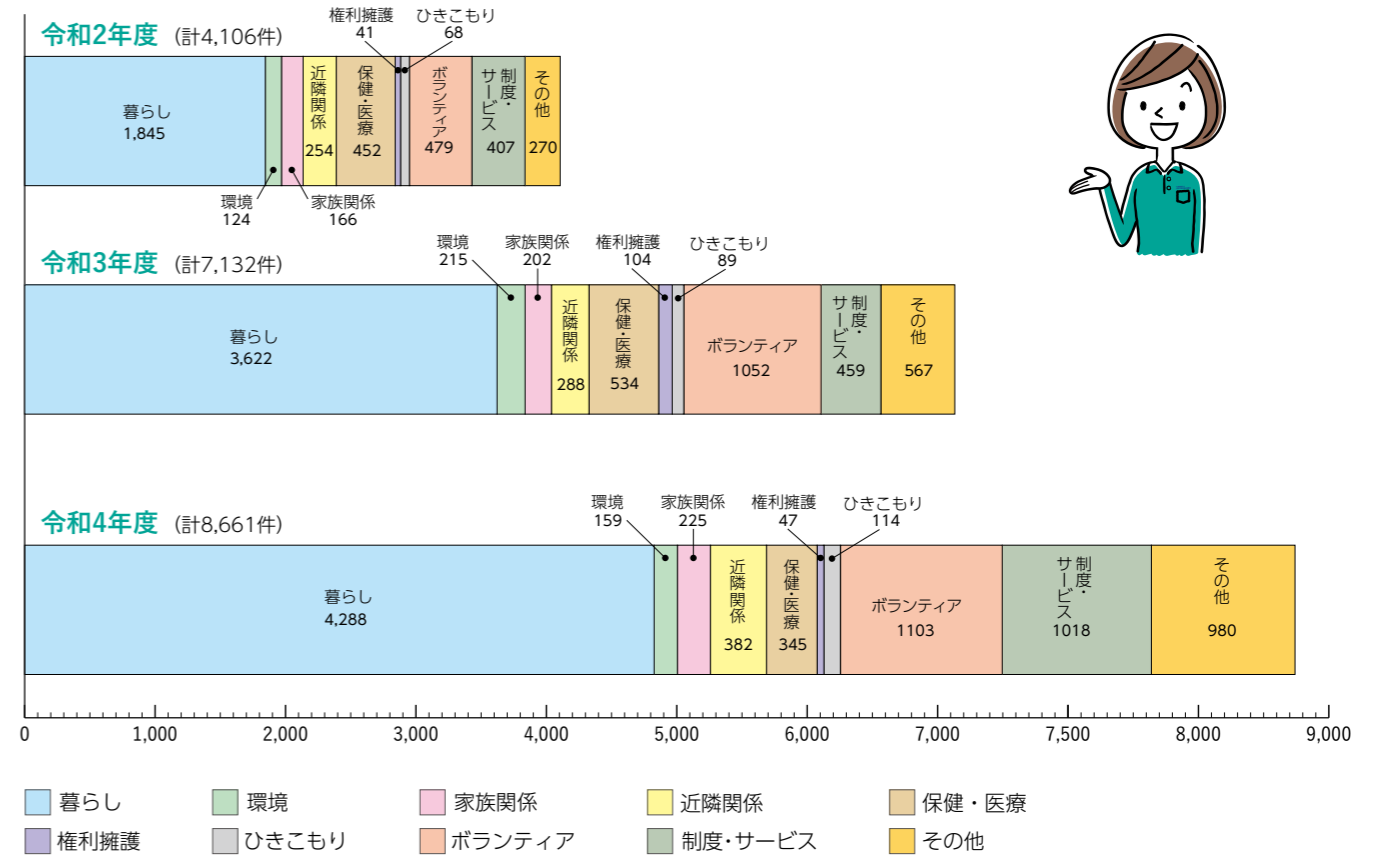 令和2年度（計4,106件）
権利擁護
41
ひきこもり
68
暮らし
1,845
環境
124
家族関係
166
近隣関係
254
保健・医療
452
ボランティア
479
制度・
サービス
407
その他
270
令和3年度（計7,132件）
環境
215
家族関係
202
権利擁護
104
ひきこもり
89
暮らし
3,622
近隣関係
288
保健・医療
534
ボランティア
1052
制度・
サービス
459
その他
567
令和4年度（計8,661件）
環境
159
家族関係
225
権利擁護
47
ひきこもり
114
暮らし
4,288
近隣関係
382
保健・医療
345
ボランティア
1103
制度・
サービス
1018
その他
980
0 1,000 2,000 3,000 4,000 5,000 6,000 7,000 7,500 8,000 9,000
暮らし 環境 家族関係 近隣関係 保健・医療
権利擁護 ひきこもり ボランティア 制度・サービス その他